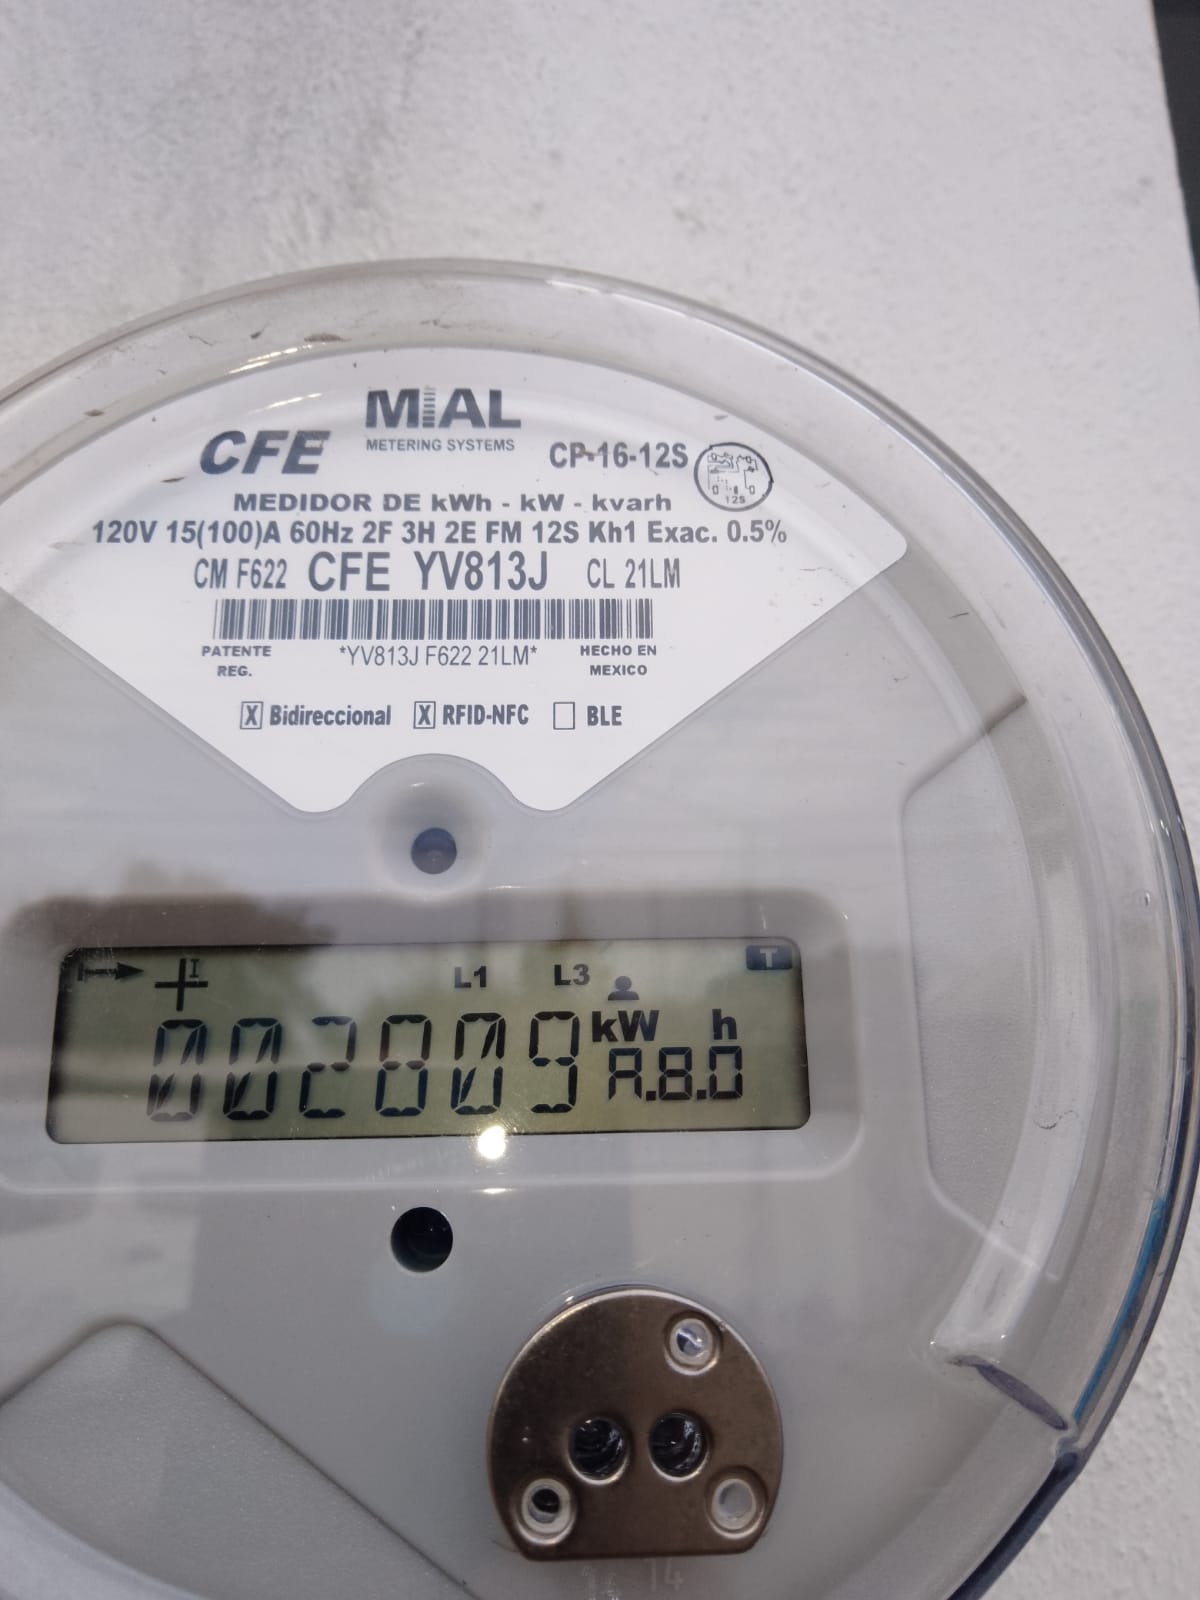 MIAL
METERING SYSTEMS
CFE
CP-16-12S
12S
MEDIDOR DE kWh - kW - kvarh
120V 15(100)A 60Hz 2F 3H 2E FM 12S Kh1 Exac. 0.5%
CM F622 CFE YV813J CL 21LM
*YV813J F622 21LM*
PATENTE REG.
HECHO EN MEXICO
X Bidireccional X RFID-NFC BLE
I L1 L3 T
002809 kW h
A.8.0
14